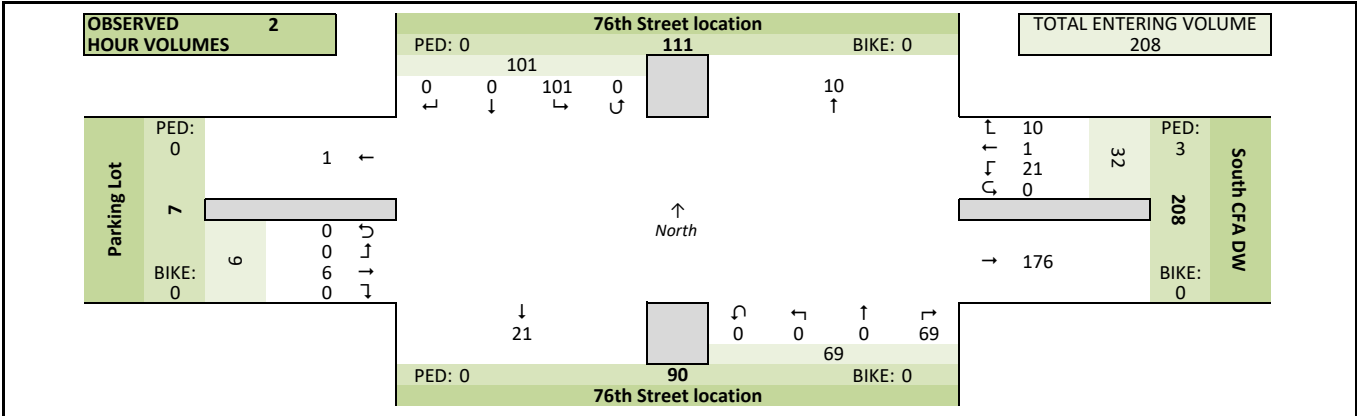 OBSERVED 2
HOUR VOLUMES
76th Street location
PED: 0 111 BIKE: 0
TOTAL ENTERING VOLUME
208
101
0 0 101 0
↵ ↓ ↳ ↺
10
↑
Parking Lot
PED:
0
7
BIKE:
0
1 ←
6
0 ⮌
0 ↰
6 →
0 ↴
↑
North
↑ 10
← 1
↓ 21
⮎ 0
32
→ 176
PED:
3
208
BIKE:
0
South CFA DW
↓
21
↶ ↰ ↑ ↱
0 0 0 69
69
PED: 0 90 BIKE: 0
76th Street location